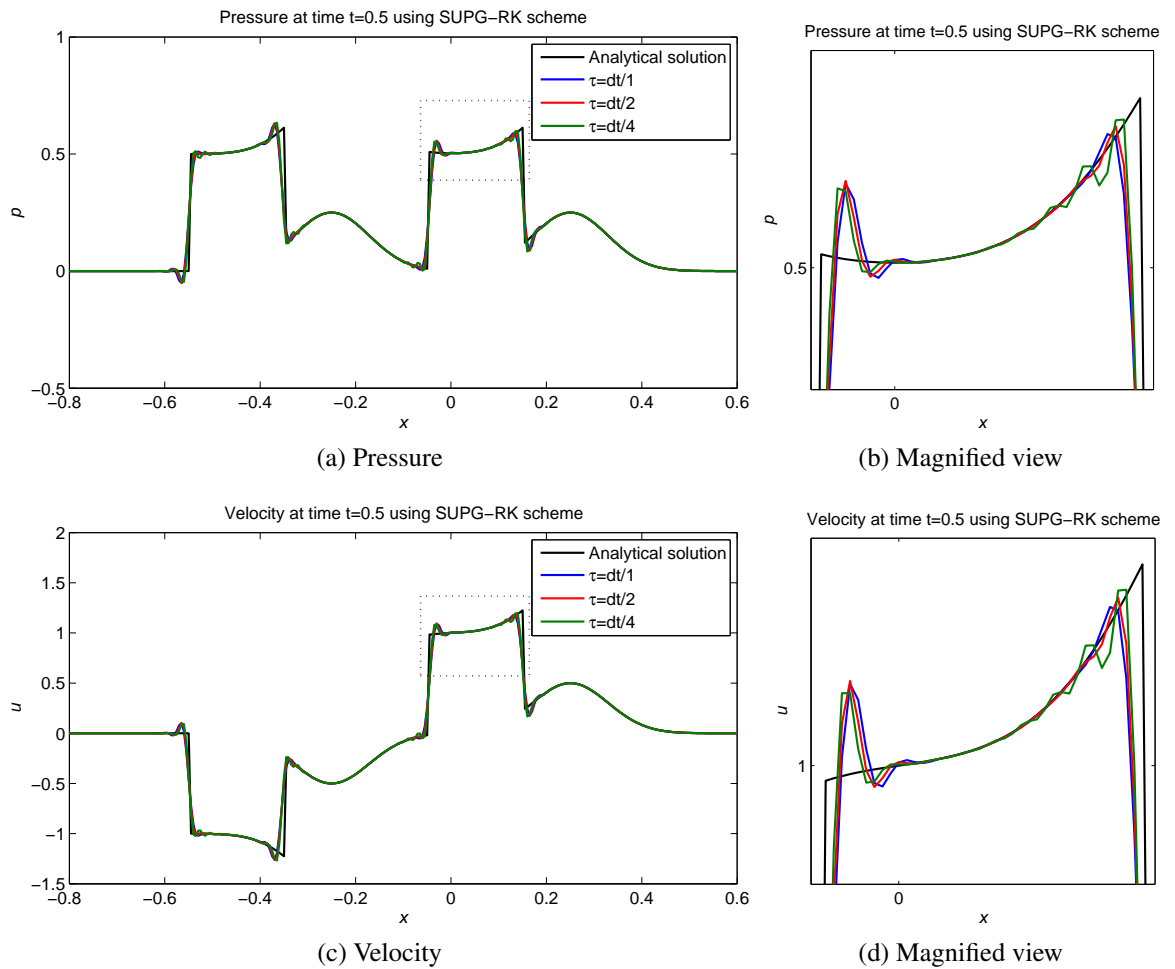 Pressure at time t=0.5 using SUPG−RK scheme
1
0.5
0
−0.5
p
−0.8
−0.6
−0.4
−0.2
0
0.2
0.4
0.6
x
Analytical solution
τ=dt/1
τ=dt/2
τ=dt/4
(a) Pressure
Pressure at time t=0.5 using SUPG−RK scheme
p
0.5
0
x
(b) Magnified view
Velocity at time t=0.5 using SUPG−RK scheme
2
1.5
1
0.5
0
−0.5
−1
−1.5
u
−0.8
−0.6
−0.4
−0.2
0
0.2
0.4
0.6
x
Analytical solution
τ=dt/1
τ=dt/2
τ=dt/4
(c) Velocity
Velocity at time t=0.5 using SUPG−RK scheme
u
1
0
x
(d) Magnified view